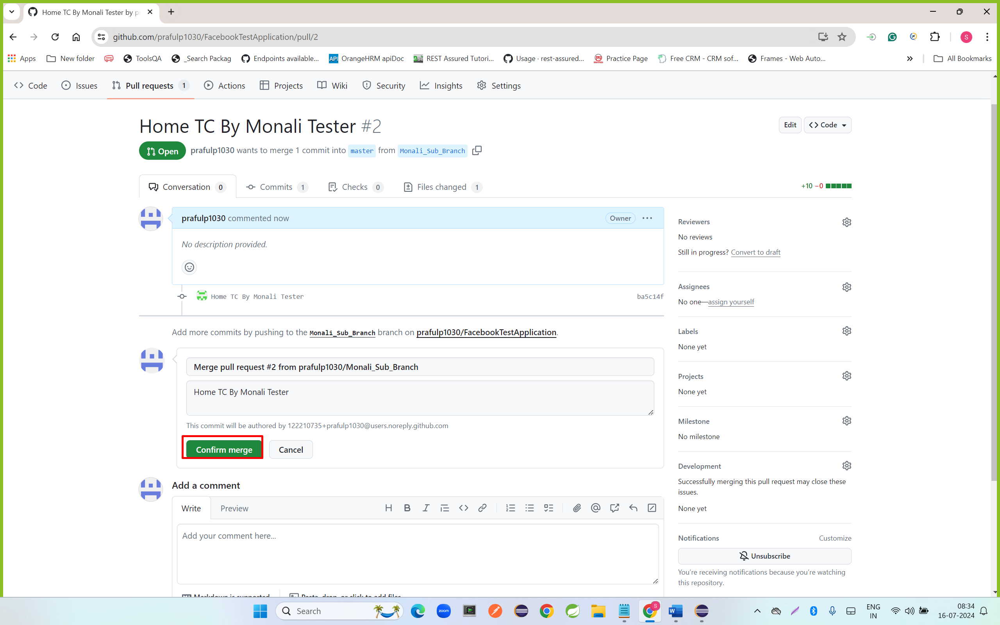 Home TC By Monali Tester by p
github.com/prafulp1030/FacebookTestApplication/pull/2
S
Apps
New folder
ToolsQA
_Search Packag
Endpoints available...
API
OrangeHRM apiDoc
REST Assured Tutori...
Usage · rest-assured...
Practice Page
Free CRM - CRM sof...
Frames - Web Auto...
All Bookmarks
Code
Issues
Pull requests 1
Actions
Projects
Wiki
Security
Insights
Settings
Home TC By Monali Tester #2
Edit
Code
Open
prafulp1030 wants to merge 1 commit into master from Monali_Sub_Branch
Conversation 0
Commits 1
Checks 0
Files changed 1
+10 −0
prafulp1030 commented now
Owner
No description provided.
Home TC By Monali Tester
ba5c14f
Add more commits by pushing to the Monali_Sub_Branch branch on prafulp1030/FacebookTestApplication.
Merge pull request #2 from prafulp1030/Monali_Sub_Branch
Home TC By Monali Tester
This commit will be authored by 122210735+prafulp1030@users.noreply.github.com
Confirm merge
Cancel
Add a comment
Write
Preview
Add your comment here...
Markdown is supported
Paste, drop, or click to add files
Reviewers
No reviews
Still in progress? Convert to draft
Assignees
No one—assign yourself
Labels
None yet
Projects
None yet
Milestone
No milestone
Development
Successfully merging this pull request may close these
issues.
None yet
Notifications
Customize
Unsubscribe
You're receiving notifications because you're watching
this repository.
Search
zoom
S
W
ENG
IN
08:34
16-07-2024